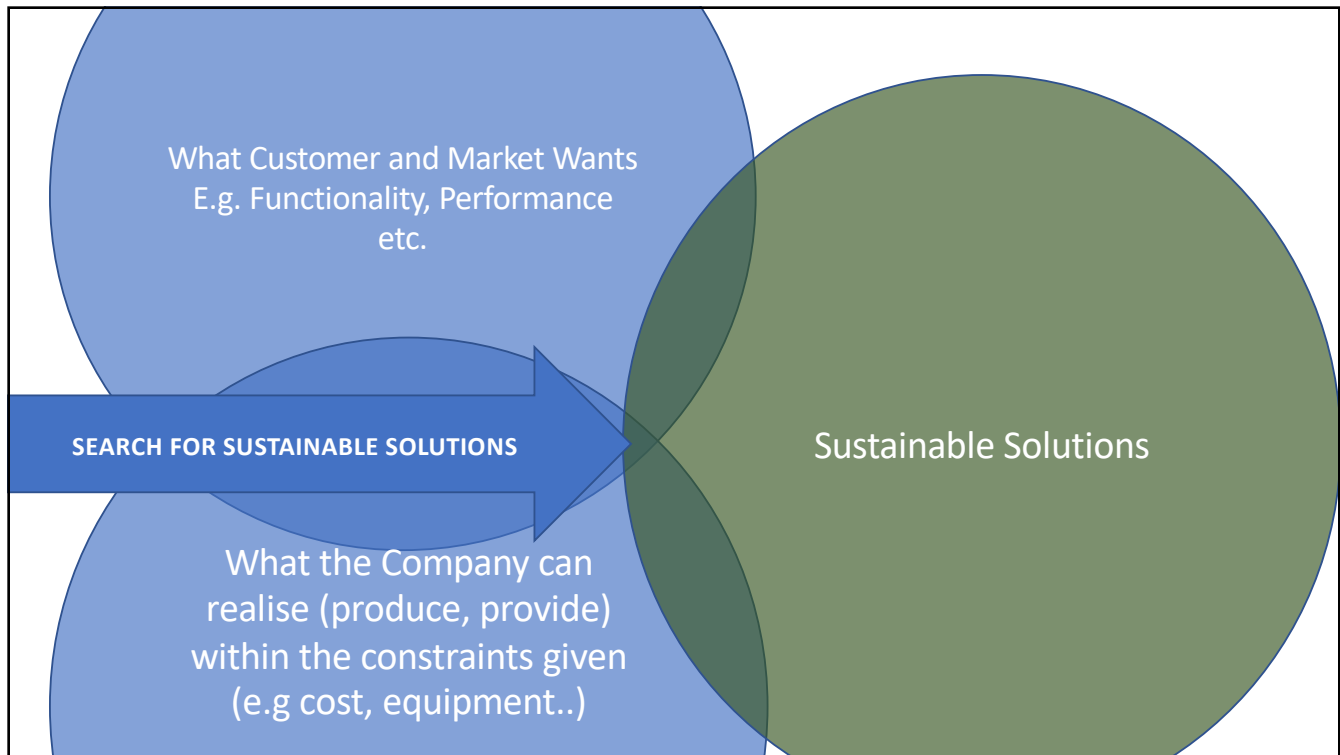 What Customer and Market Wants
E.g. Functionality, Performance
etc.
SEARCH FOR SUSTAINABLE SOLUTIONS
Sustainable Solutions
What the Company can
realise (produce, provide)
within the constraints given
(e.g cost, equipment..)